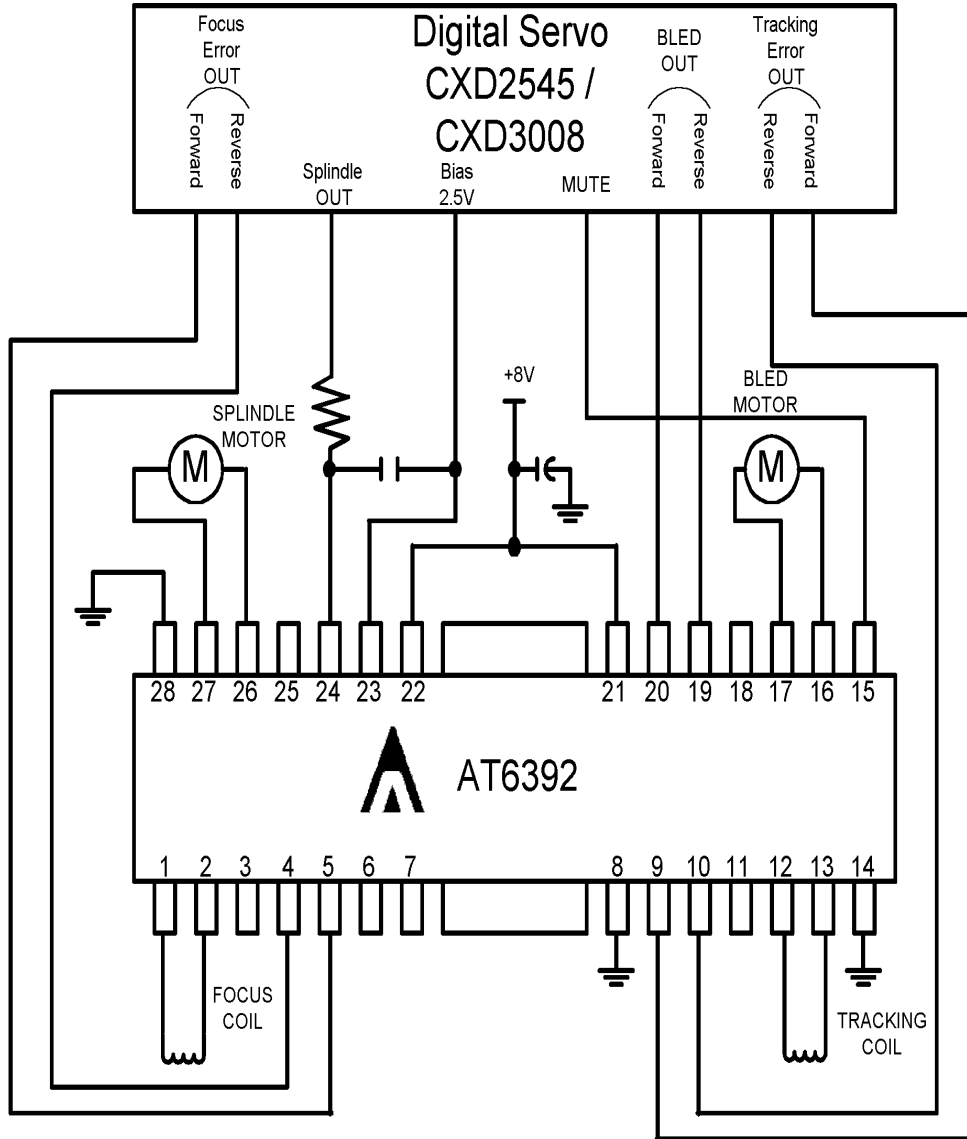 Focus
Error
OUT
Forward
Reverse
Splindle
OUT
Digital Servo
CXD2545 /
CXD3008
Bias
2.5V
MUTE
BLED
OUT
Forward
Reverse
Tracking
Error
OUT
Reverse
Forward
+8V
SPLINDLE
MOTOR
M
BLED
MOTOR
M
28 27 26 25 24 23 22 21 20 19 18 17 16 15
AT6392
1 2 3 4 5 6 7 8 9 10 11 12 13 14
FOCUS
COIL
TRACKING
COIL